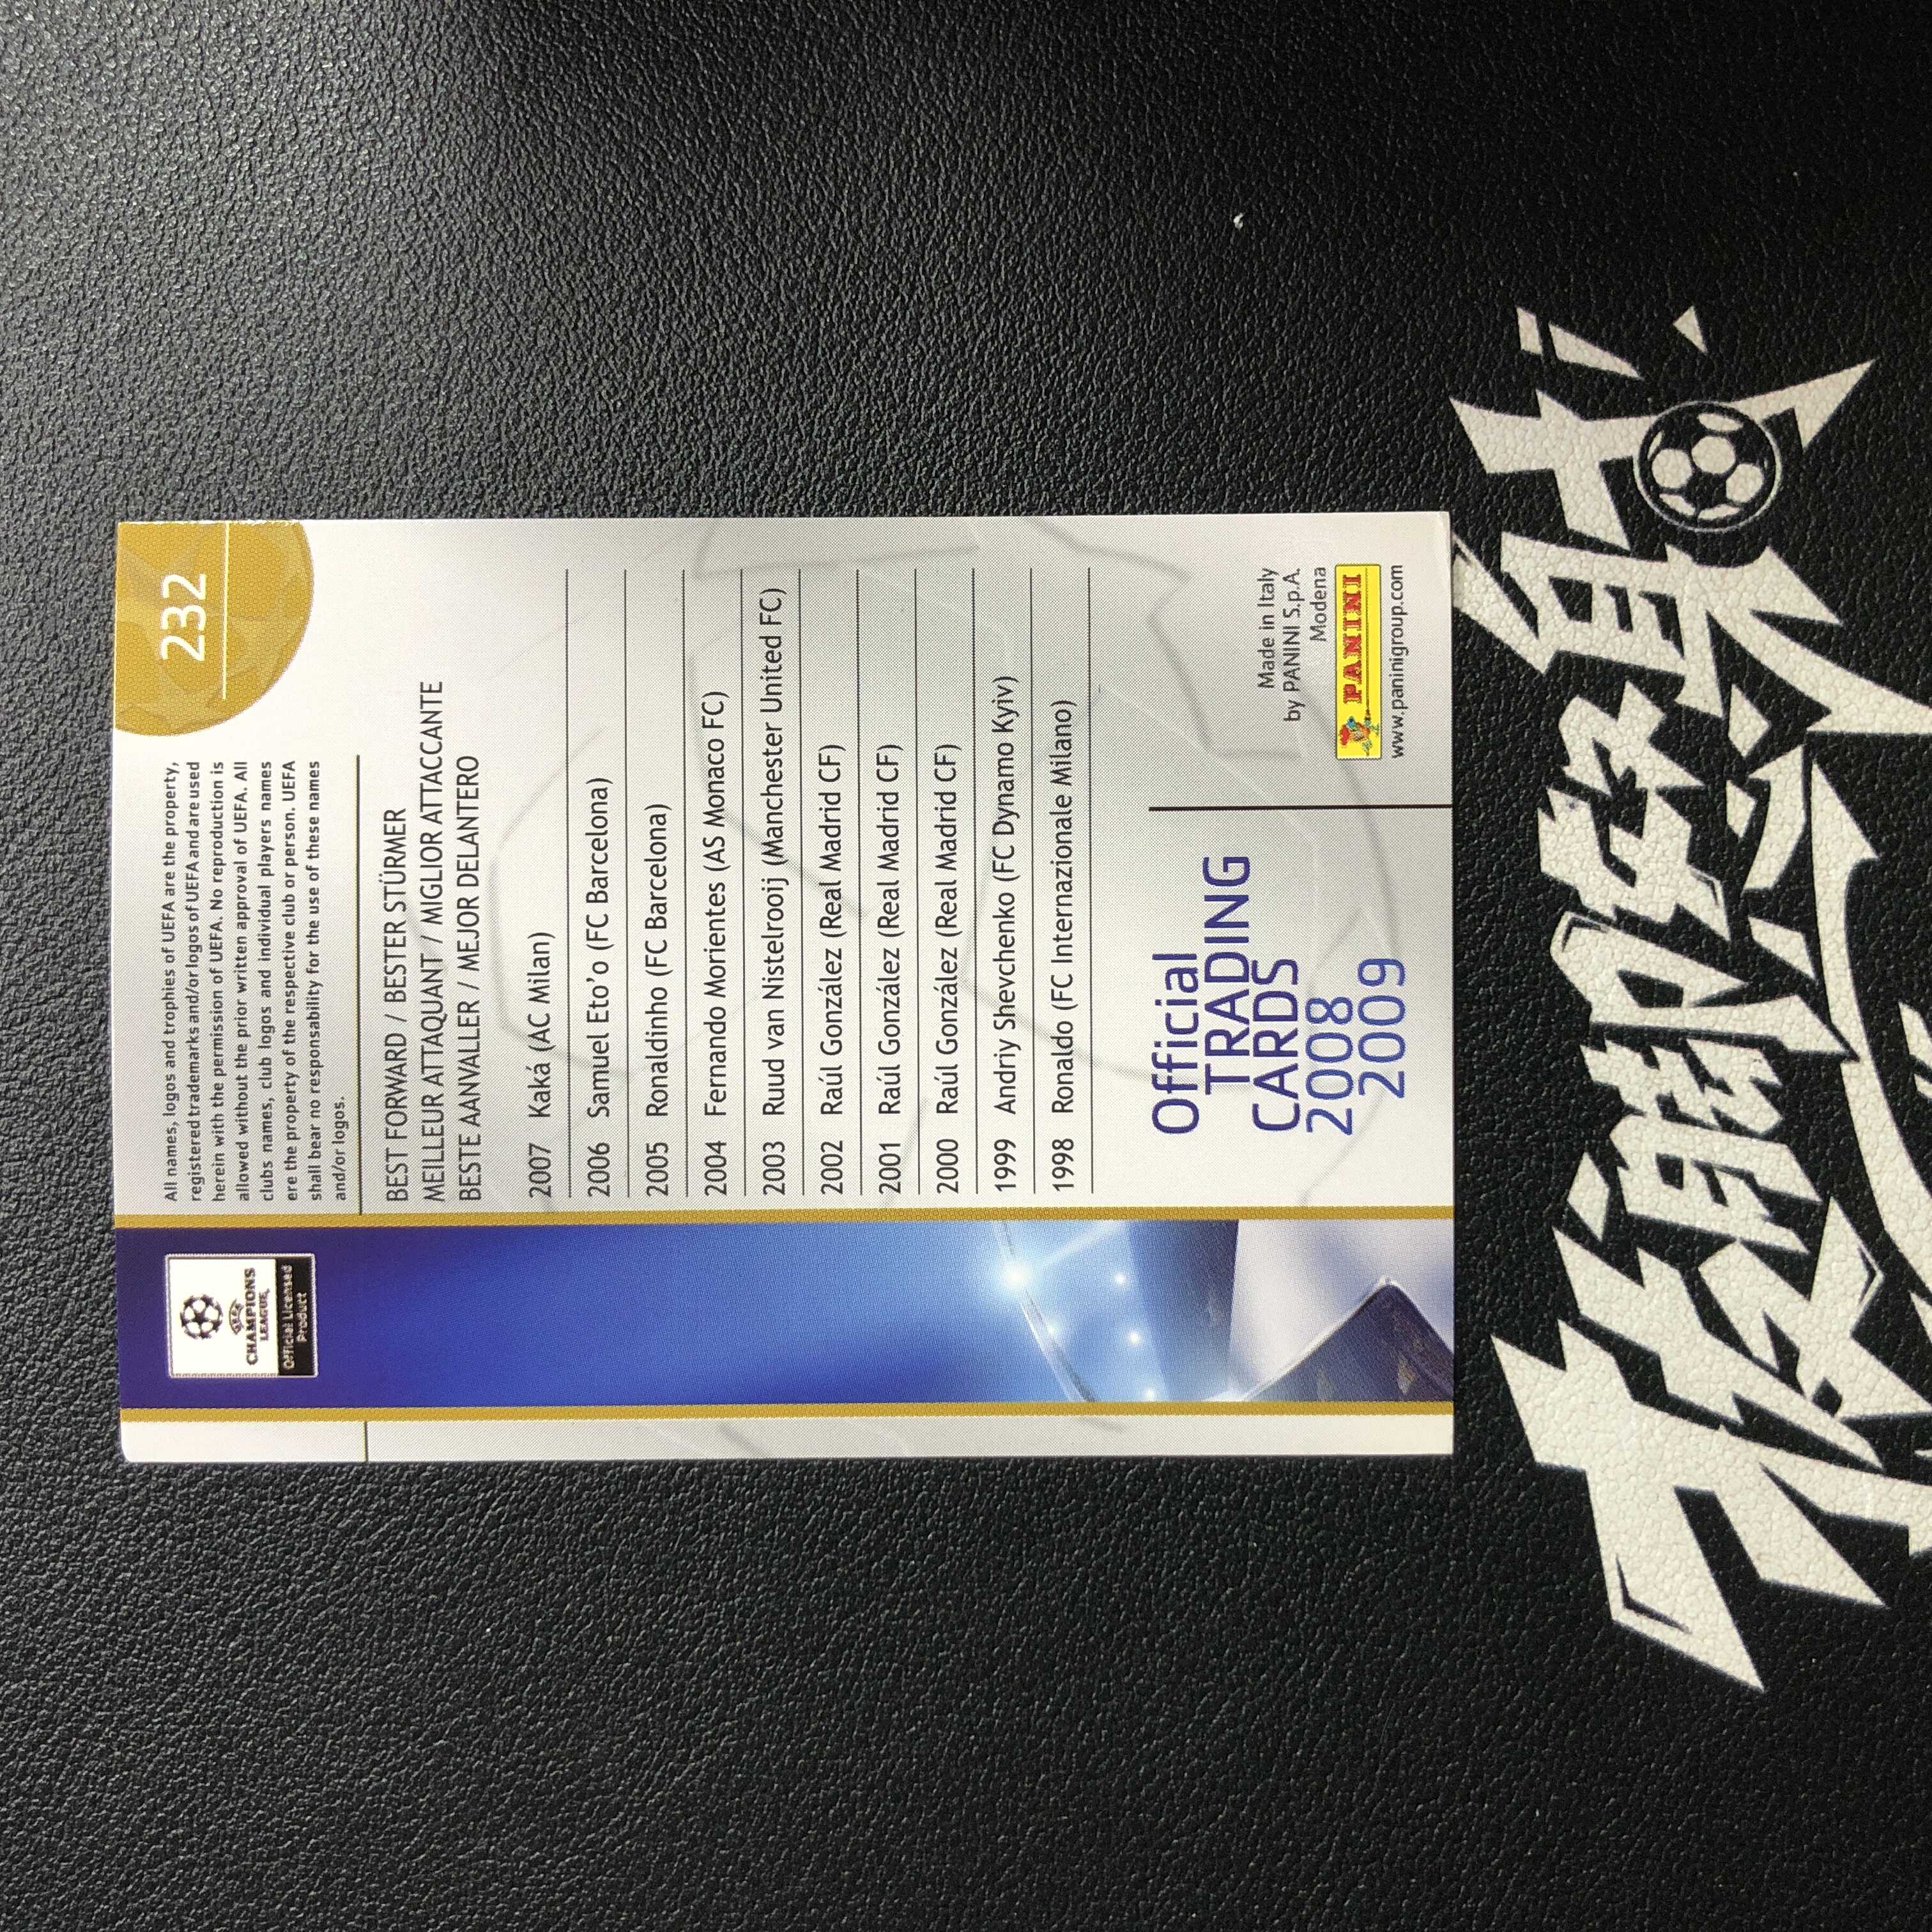 232
All names, logos and trophies of UEFA are the property,
registered trademarks and/or logos of UEFA and are used
herein with the permission of UEFA. No reproduction is
allowed without the prior written approval of UEFA. All
clubs names, club logos and individual players names
ere the property of the respective club or person. UEFA
shall bear no responsability for the use of these names
and/or logos.
UEFA
CHAMPIONS
LEAGUE
Official Licensed
Product
BEST FORWARD / BESTER STÜRMER
MEILLEUR ATTAQUANT / MIGLIOR ATTACCANTE
BESTE AANVALLER / MEJOR DELANTERO
2007 Kaká (AC Milan)
2006 Samuel Eto'o (FC Barcelona)
2005 Ronaldinho (FC Barcelona)
2004 Fernando Morientes (AS Monaco FC)
2003 Ruud van Nistelrooij (Manchester United FC)
2002 Raúl González (Real Madrid CF)
2001 Raúl González (Real Madrid CF)
2000 Raúl González (Real Madrid CF)
1999 Andriy Shevchenko (FC Dynamo Kyiv)
1998 Ronaldo (FC Internazionale Milano)
Official
TRADING
CARDS
2008
2009
Made in Italy
by PANINI S.p.A.
Modena
PANINI
www.paninigroup.com